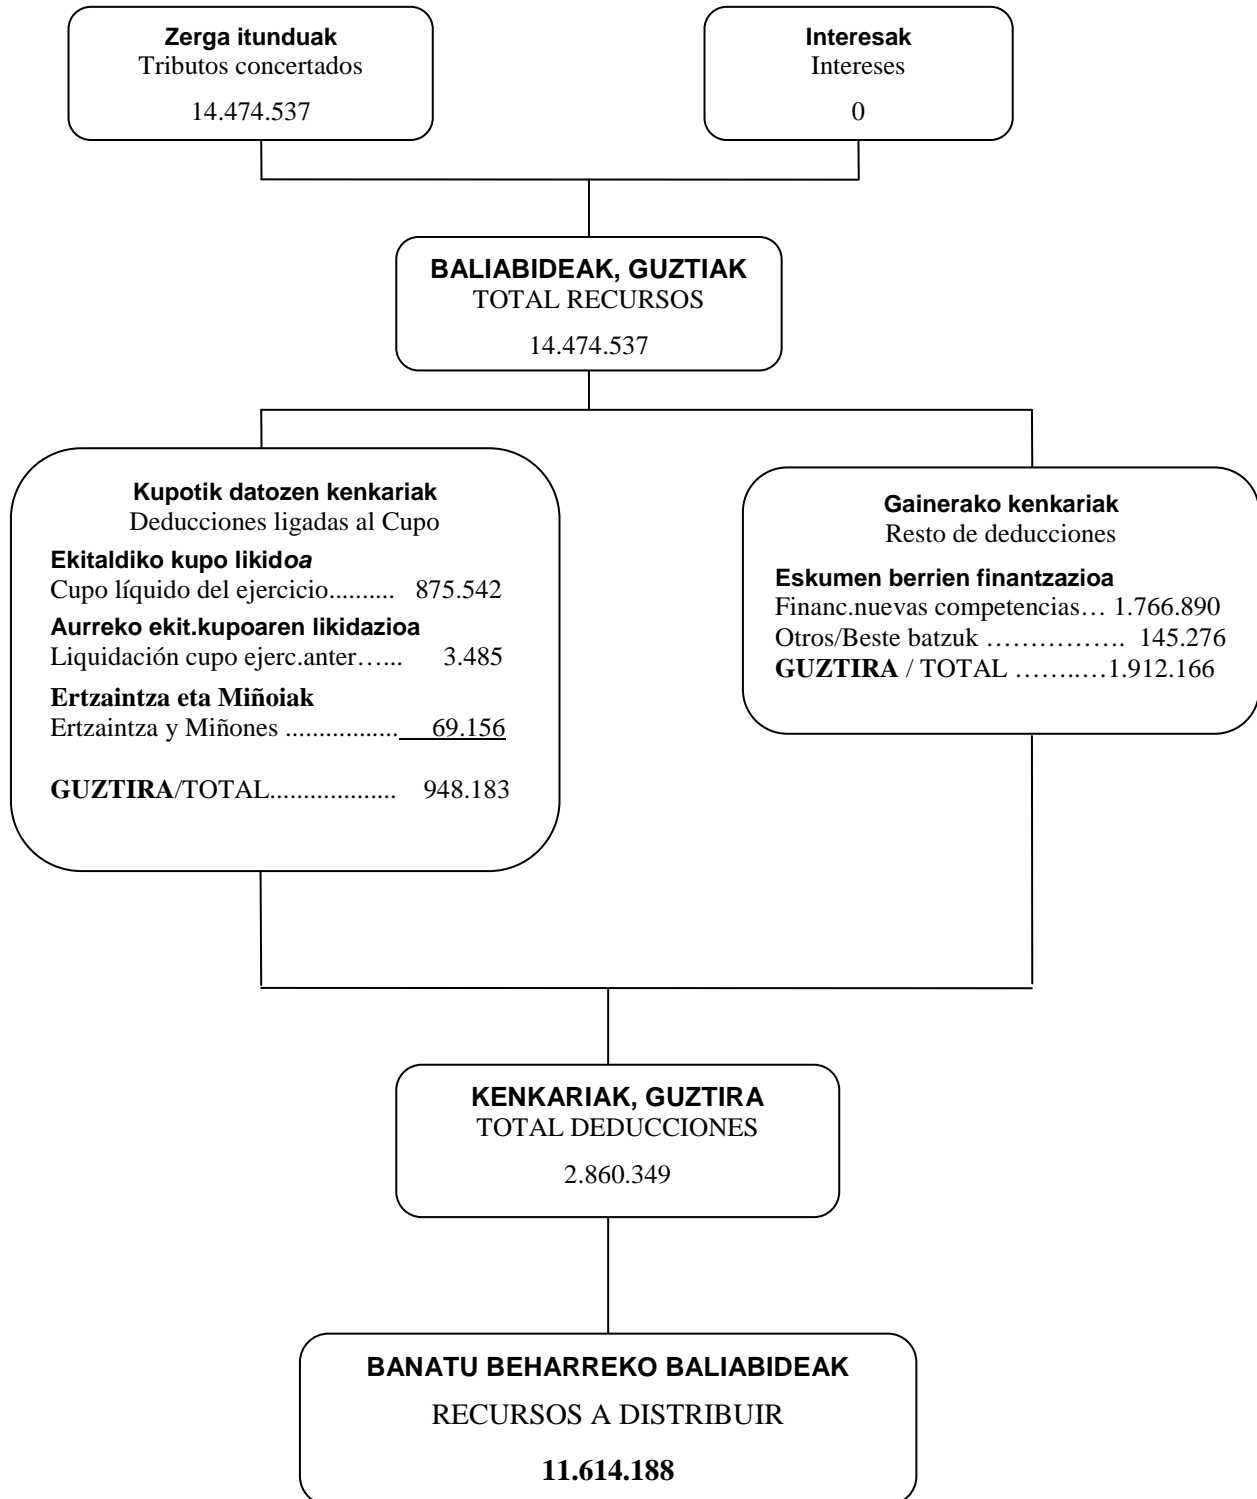 Zerga itunduak
Tributos concertados
14.474.537
Interesak
Intereses
0
BALIABIDEAK, GUZTIAK
TOTAL RECURSOS
14.474.537
Kupotik datozen kenkariak
Deducciones ligadas al Cupo
Ekitaldiko kupo likidoa
Cupo líquido del ejercicio.......... 875.542
Aurreko ekit.kupoaren likidazioa
Liquidación cupo ejerc.anter…... 3.485
Ertzaintza eta Miñoiak
Ertzaintza y Miñones ................. 69.156
GUZTIRA/TOTAL................... 948.183
Gainerako kenkariak
Resto de deducciones
Eskumen berrien finantzazioa
Financ.nuevas competencias… 1.766.890
Otros/Beste batzuk ……………. 145.276
GUZTIRA / TOTAL ……..…1.912.166
KENKARIAK, GUZTIRA
TOTAL DEDUCCIONES
2.860.349
BANATU BEHARREKO BALIABIDEAK
RECURSOS A DISTRIBUIR
11.614.188